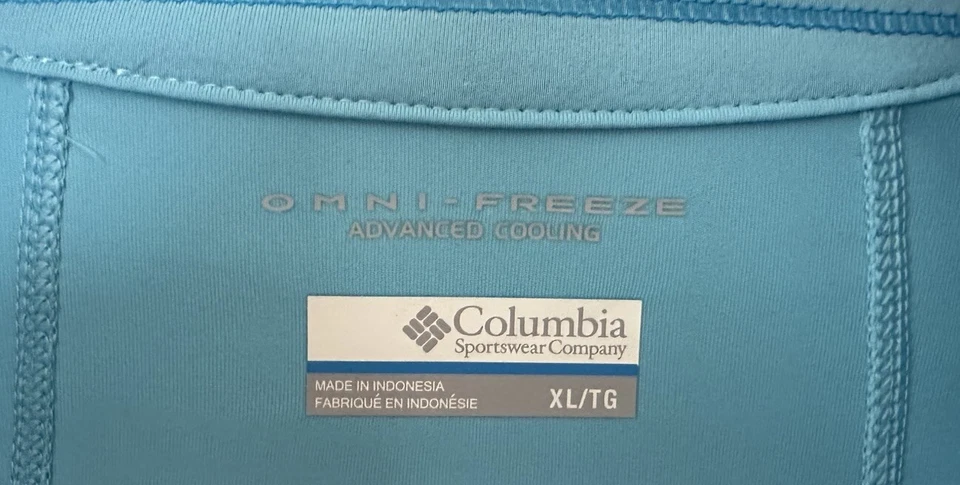 OMNI-FREEZE
ADVANCED COOLING
Columbia
Sportswear Company
MADE IN INDONESIA
FABRIQUÉ EN INDONÉSIE
XL/TG